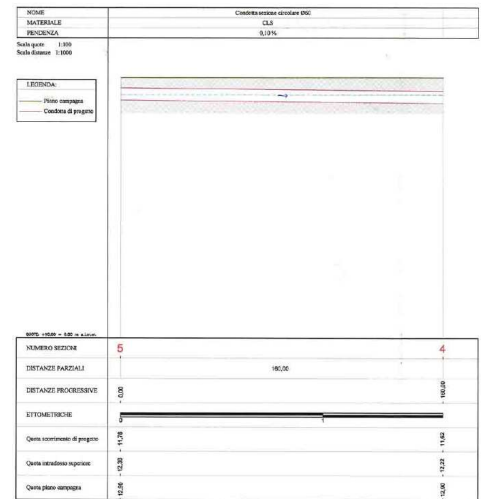 NOME Condotta sezione circolare Ø60
MATERIALE CLS
PENDENZA 0,10%
Scala quote 1:100
Scala distanze 1:1000
LEGENDA:
Piano campagna
Condotta di progetto
NUMERO SEZIONI 5 4
DISTANZE PARZIALI 160,00
DISTANZE PROGRESSIVE 0,00 160,00
ETTOMETRICHE 0 1
Quota scorrimento di progetto 11,78 11,62
Quota intradosso superiore 12,22
Quota piano campagna 12,90 12,90